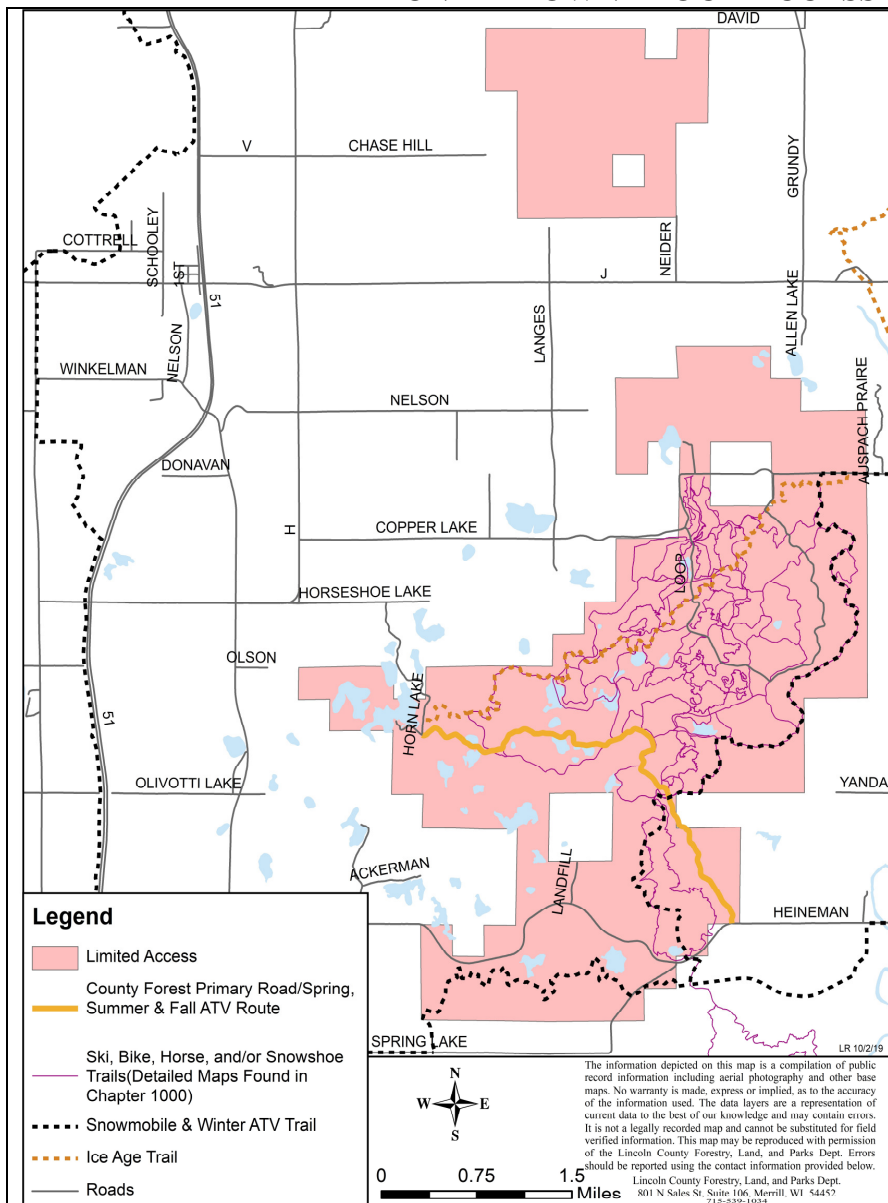 DAVID
V
CHASE HILL
GRUNDY
SCHOOLEY
COTTRELL
1ST
NEIDER
J
51
NELSON
LANGES
ALLEN LAKE
WINKELMAN
NELSON
AUSPACH PRAIRE
DONAVAN
H
COPPER LAKE
LOOP
HORSESHOE LAKE
OLSON
HORN LAKE
51
OLIVOTTI LAKE
YANDA
ACKERMAN
LANDFILL
HEINEMAN
SPRING LAKE
LR 10/2/19
Legend
Limited Access
County Forest Primary Road/Spring,
Summer & Fall ATV Route
Ski, Bike, Horse, and/or Snowshoe
Trails(Detailed Maps Found in
Chapter 1000)
Snowmobile & Winter ATV Trail
Ice Age Trail
Roads
N
W E
S
0 0.75 1.5
Miles
The information depicted on this map is a compilation of public
record information including aerial photography and other base
maps. No warranty is made, express or implied, as to the accuracy
of the information used. The data layers are a representation of
current data to the best of our knowledge and may contain errors.
It is not a legally recorded map and cannot be substituted for field
verified information. This map may be reproduced with permission
of the Lincoln County Forestry, Land, and Parks Dept. Errors
should be reported using the contact information provided below.
Lincoln County Forestry, Land, and Parks Dept.
801 N Sales St, Suite 106, Merrill, WI 54452
715-539-1034